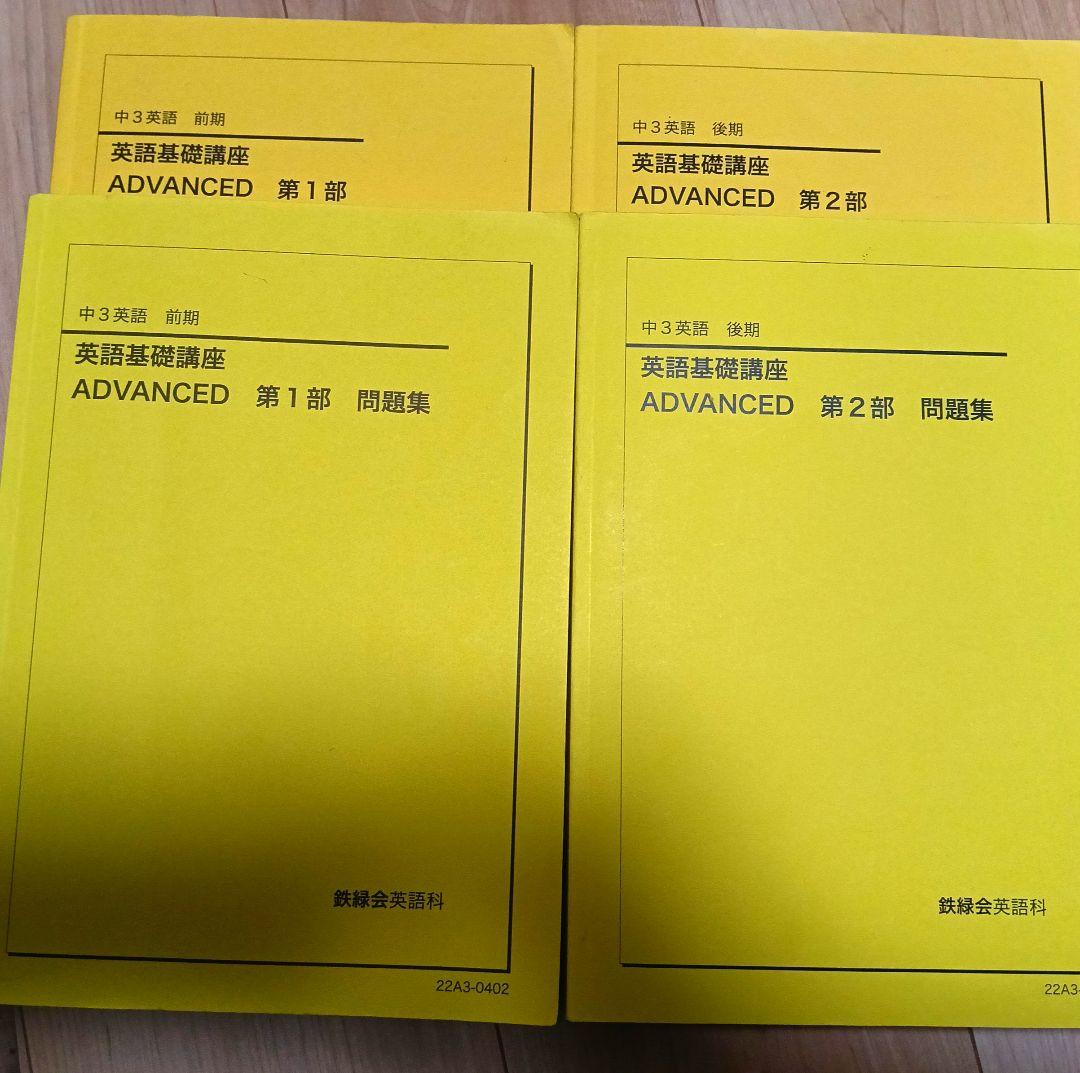 中３英語　前期
英語基礎講座
ADVANCED　第１部
中３英語　後期
英語基礎講座
ADVANCED　第２部
中３英語　前期
英語基礎講座
ADVANCED　第１部　問題集
鉄緑会英語科
22A3-0402
中３英語　後期
英語基礎講座
ADVANCED　第２部　問題集
鉄緑会英語科
22A3-